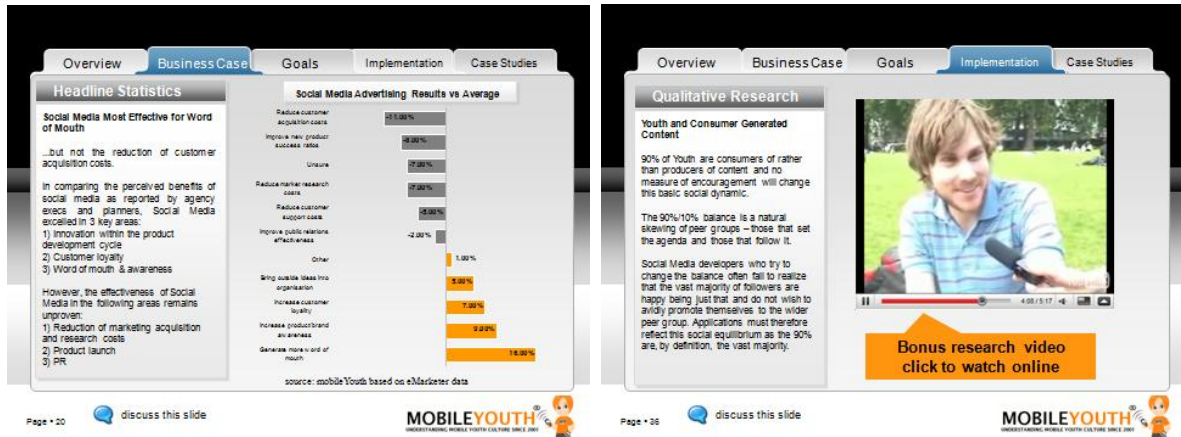 Overview
Business Case
Goals
Implementation
Case Studies
Headline Statistics
Social Media Most Effective for Word
of Mouth
...but not the reduction of customer
acquisition costs.
In comparing the perceived benefits of
social media as reported by agency
execs and planners, Social Media
excelled in 3 key areas:
1) Innovation within the product
development cycle
2) Customer loyalty
3) Word of mouth & awareness
However, the effectiveness of Social
Media in the following areas remains
unproven:
1) Reduction of marketing acquisition
and research costs
2) Product launch
3) PR
Social Media Advertising Results vs Average
Reduce customer
acquisition costs
-11.00%
Improve new product
success ratios
-8.00%
Unsure
-7.00%
Reduce market research
costs
-7.00%
Reduce customer
support costs
-5.00%
Improve public relations
effectiveness
-2.00%
Other
1.00%
Bring outside ideas into
organisation
5.00%
Increase customer
loyalty
7.00%
Increase product/brand
awareness
9.00%
Generate more word of
mouth
16.00%
source: mobileYouth based on eMarketer data
Page • 20
discuss this slide
MOBILEYOUTH
UNDERSTANDING MOBILE YOUTH CULTURE SINCE 2001
Overview
Business Case
Goals
Implementation
Case Studies
Qualitative Research
Youth and Consumer Generated
Content
90% of Youth are consumers of rather
than producers of content and no
measure of encouragement will change
this basic social dynamic.
The 90%/10% balance is a natural
skewing of peer groups – those that set
the agenda and those that follow it.
Social Media developers who try to
change the balance often fail to realize
that the vast majority of followers are
happy being just that and do not wish to
avidly promote themselves to the wider
peer group. Applications must therefore
reflect this social equilibrium as the 90%
are, by definition, the vast majority.
4:08 / 5:17
Bonus research video
click to watch online
Page • 36
discuss this slide
MOBILEYOUTH
UNDERSTANDING MOBILE YOUTH CULTURE SINCE 2001